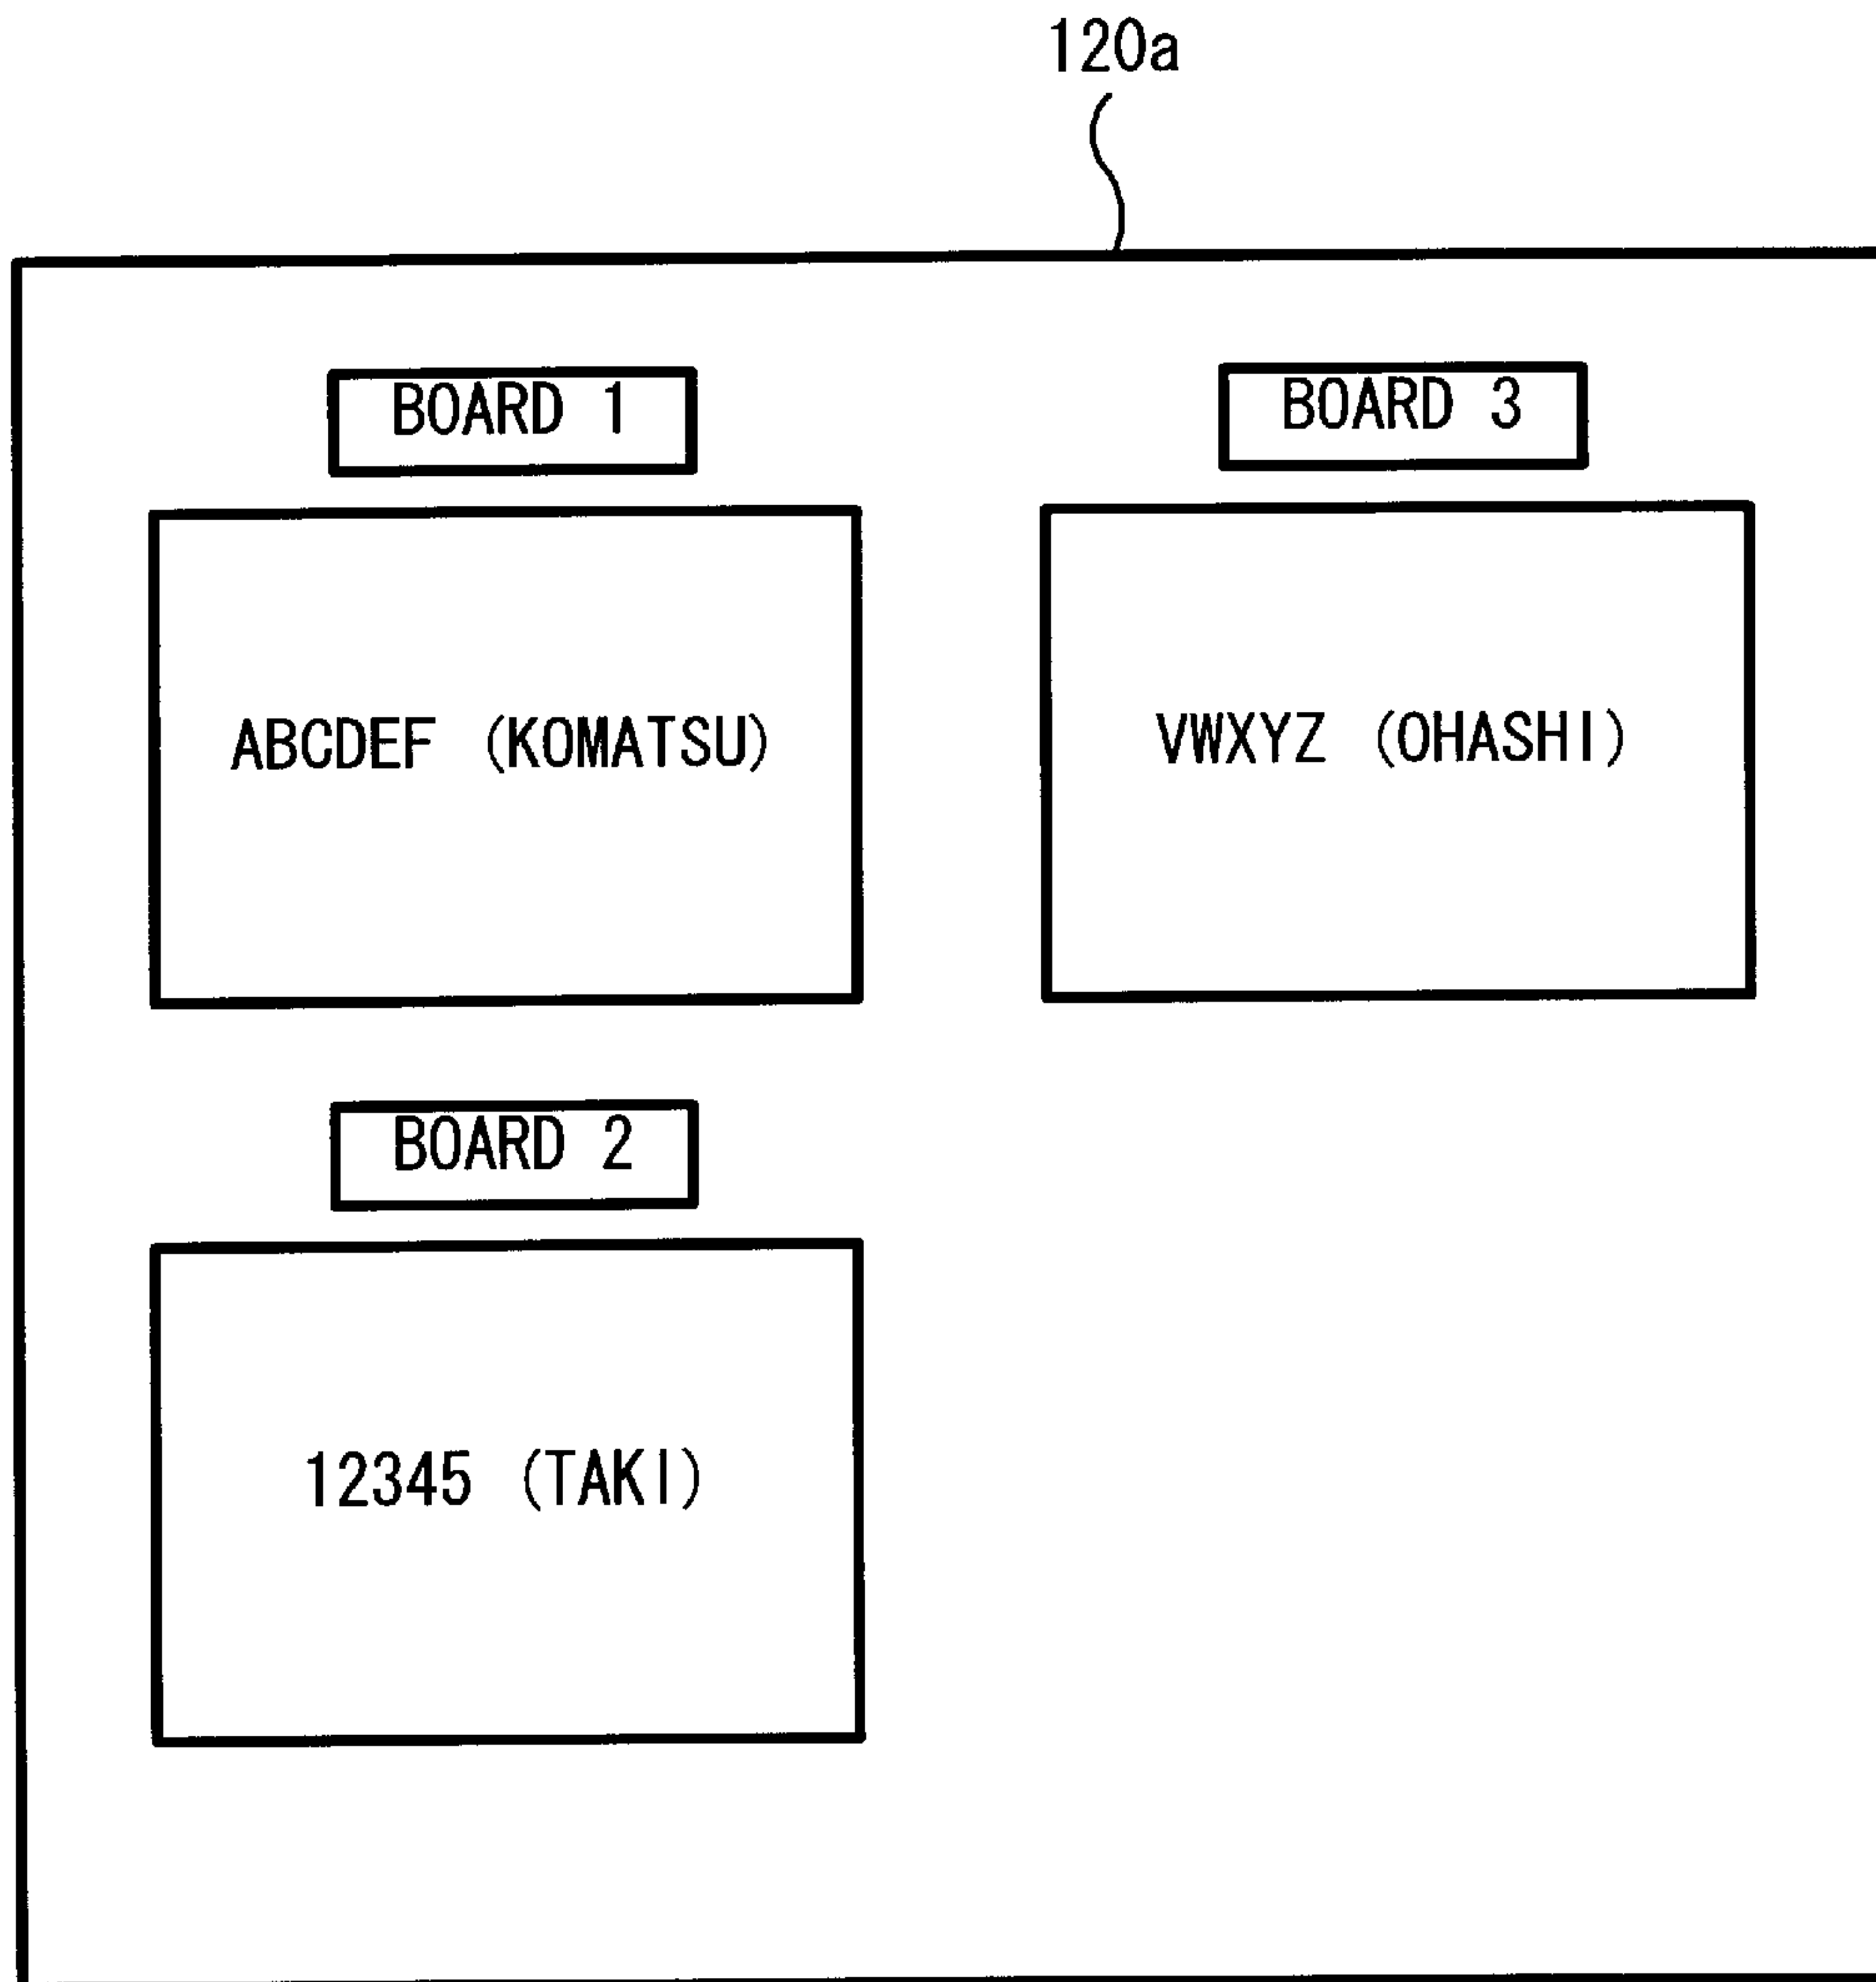 120a
BOARD 1
ABCDEF (KOMATSU)
BOARD 2
12345 (TAKI)
BOARD 3
VWXYZ (OHASHI)